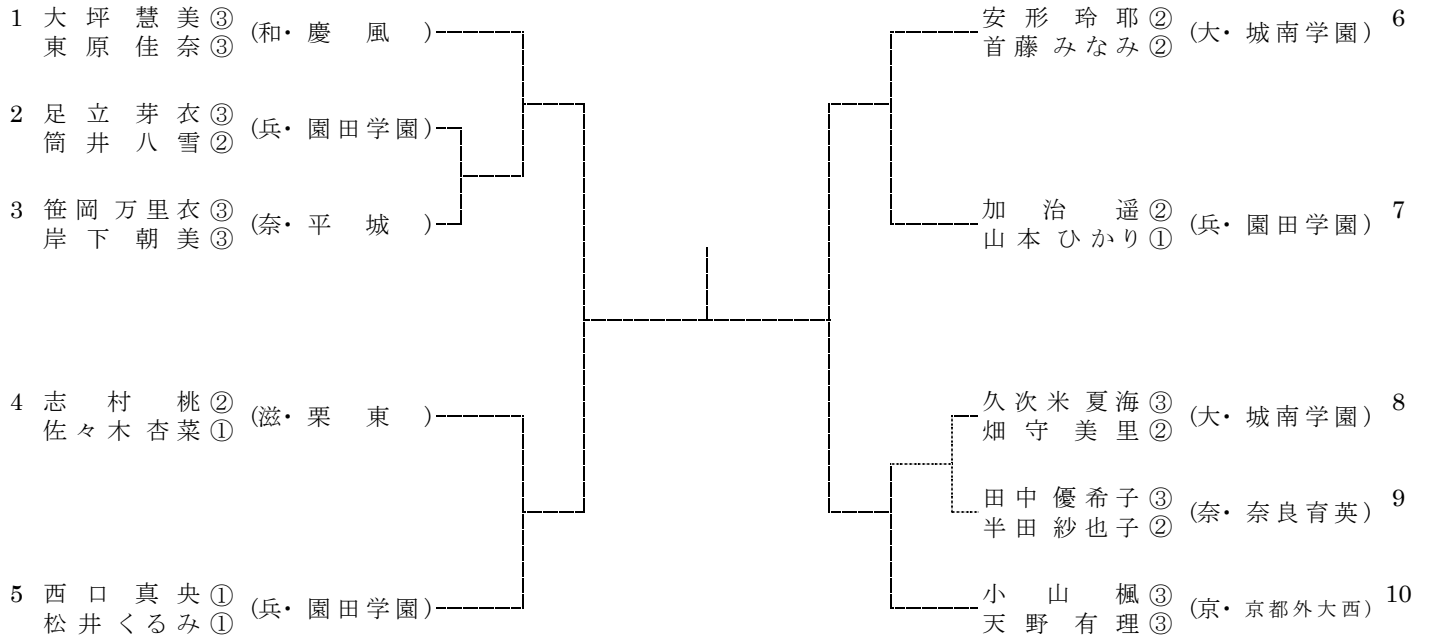 1 大坪慧美③ (和・慶風)
東原佳奈③
2 足立芽衣③ (兵・園田学園)
筒井八雪②
3 笹岡万里衣③ (奈・平城)
岸下朝美③
4 志村桃② (滋・栗東)
佐々木杏菜①
5 西口真央① (兵・園田学園)
松井くるみ①
安形玲耶② (大・城南学園) 6
首藤みなみ②
加治遥② (兵・園田学園) 7
山本ひかり①
久次米夏海③ (大・城南学園) 8
畑守美里②
田中優希子③ (奈・奈良育英) 9
半田紗也子②
小山楓③ (京・京都外大西) 10
天野有理③